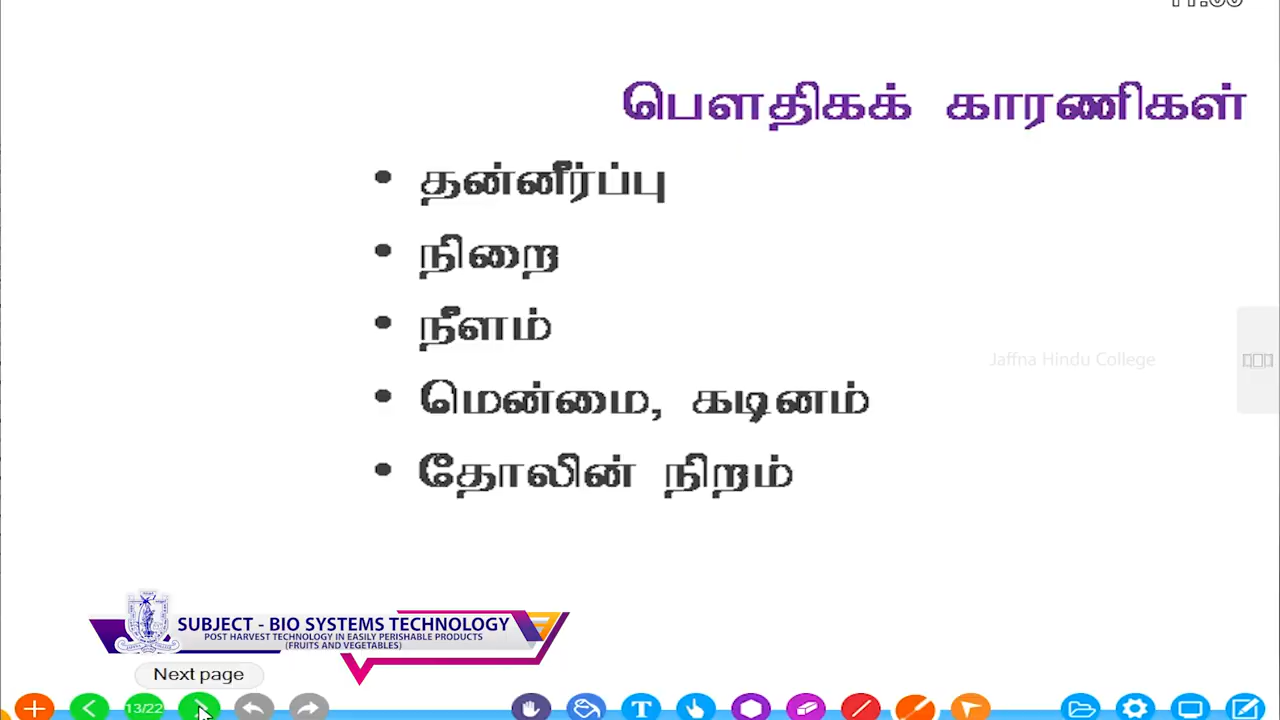 பௌதிகக் காரணிகள்
• தன்னீர்ப்பு
• நிறை
• நீளம்
• மென்மை, கடினம்
• தோலின் நிறம்
Jaffna Hindu College
SUBJECT - BIO SYSTEMS TECHNOLOGY
POST HARVEST TECHNOLOGY IN EASILY PERISHABLE PRODUCTS
(FRUITS AND VEGETABLES)
Next page
13/22